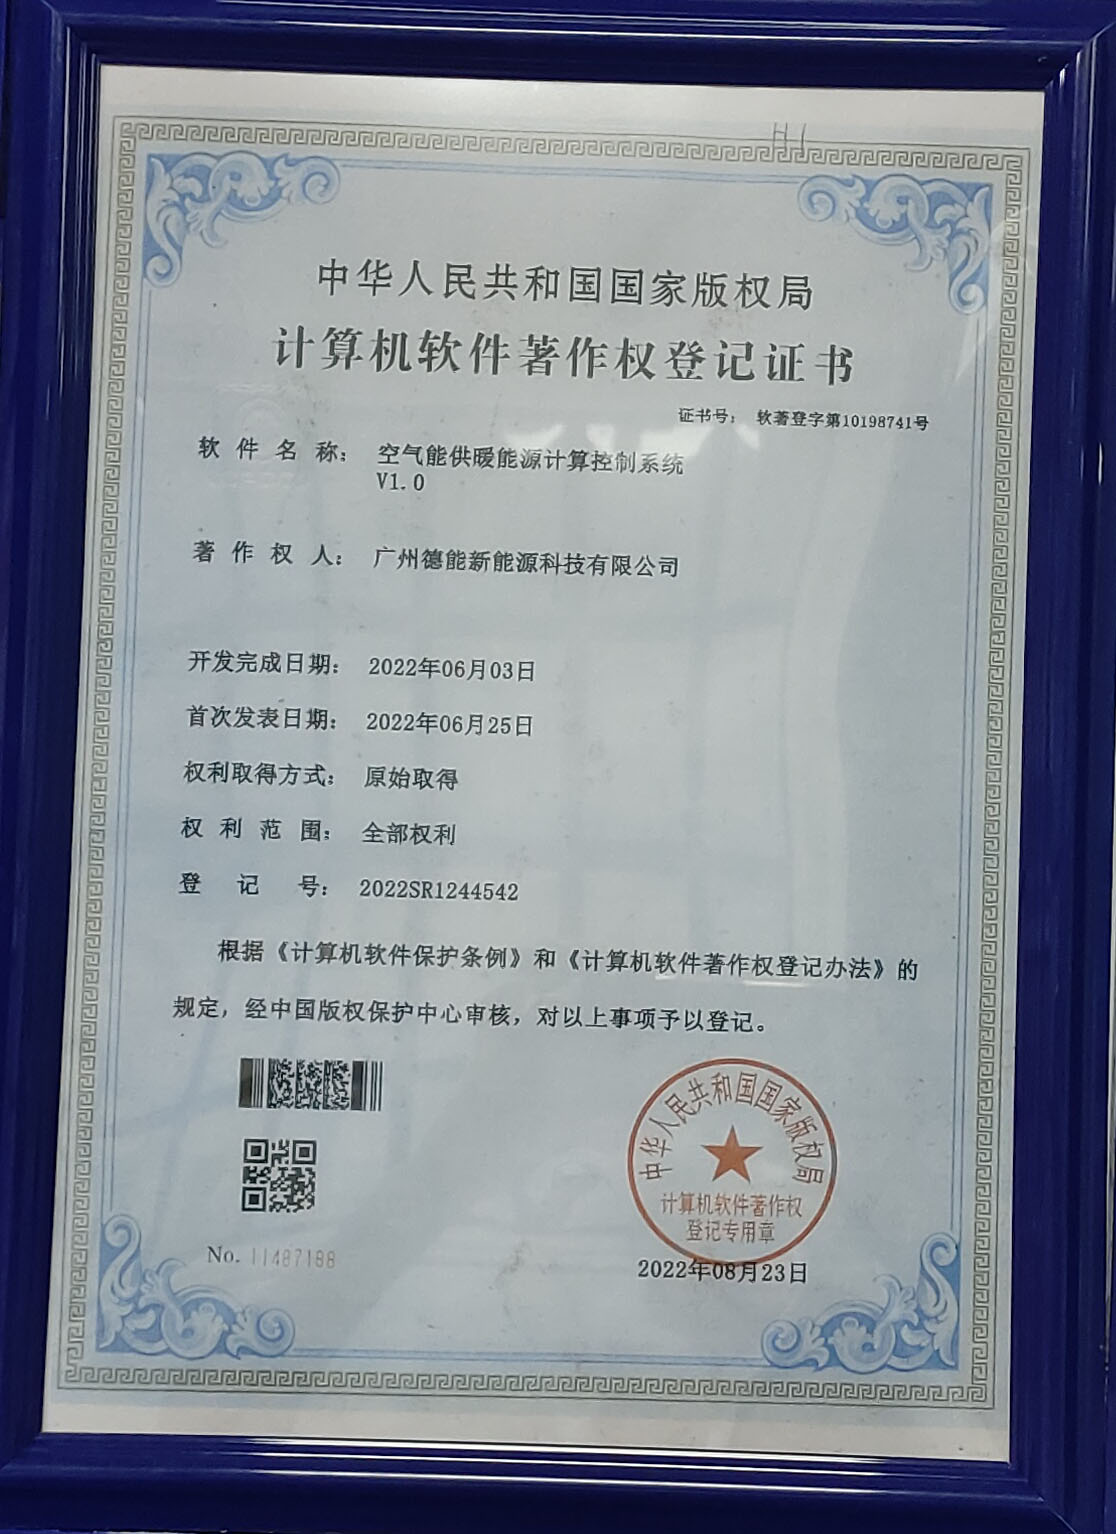 H1
中华人民共和国国家版权局
计算机软件著作权登记证书
证书号： 软著登字第10198741号
软件名称： 空气能供暖能源计算控制系统
V1.0
著作权人： 广州德能新能源科技有限公司
开发完成日期： 2022年06月03日
首次发表日期： 2022年06月25日
权利取得方式： 原始取得
权利范围： 全部权利
登记号： 2022SR1244542
根据《计算机软件保护条例》和《计算机软件著作权登记办法》的
规定，经中国版权保护中心审核，对以上事项予以登记。
中华人民共和国国家版权局
计算机软件著作权
登记专用章
No. 11487188
2022年08月23日